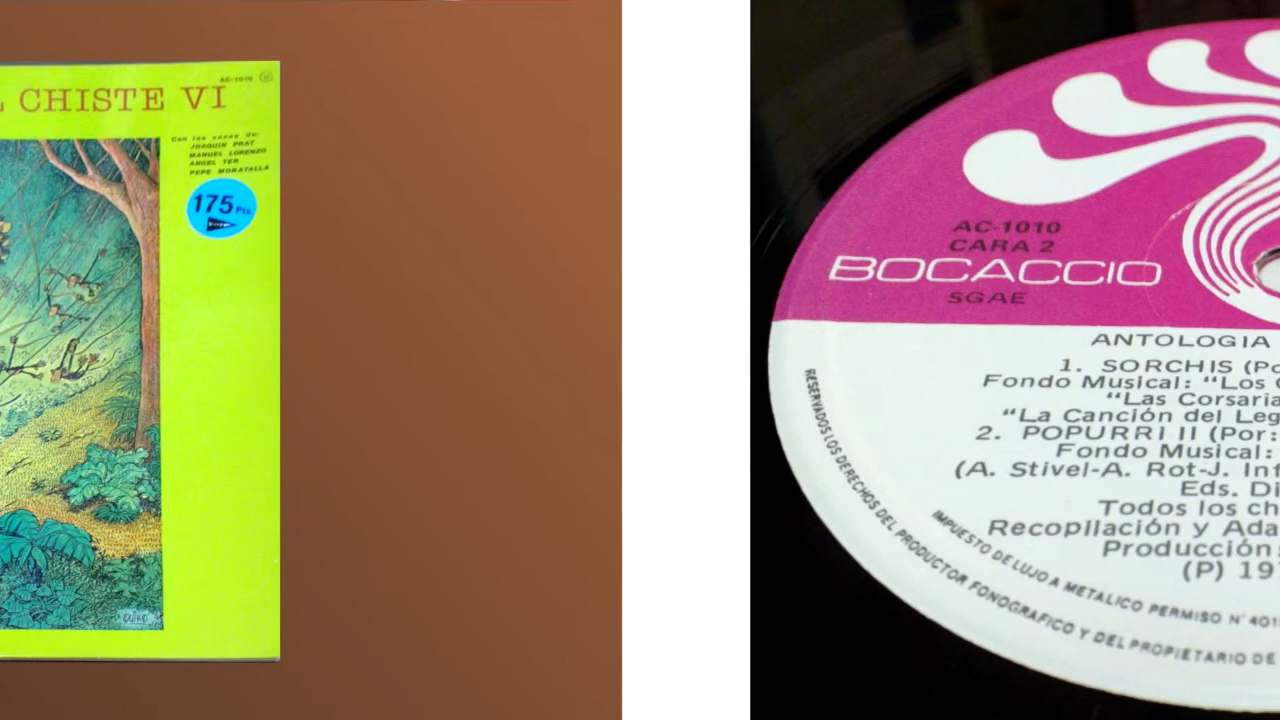 AC-1010
CHISTE VI
Con las voces de:
JOAQUIN PRAT
MANUEL LORENZO
ANGEL TER
PEPE MORATALLA
175 Pts.
QUINO
AC-1010
CARA 2
BOCACCIO
SGAE
ANTOLOGIA
1. SORCHIS (Po
Fondo Musical: "Los
"Las Corsaria
"La Canción del Leg
2. POPURRI II (Por:
Fondo Musical:
(A. Stivel-A. Rot-J. Inf
Eds. Di
Todos los ch
Recopilación y Ada
Producción:
(P) 197
IMPUESTO DE LUJO A METALICO PERMISO N° 401
RESERVADOS LOS DERECHOS DEL PRODUCTOR FONOGRAFICO Y DEL PROPIETARIO DE